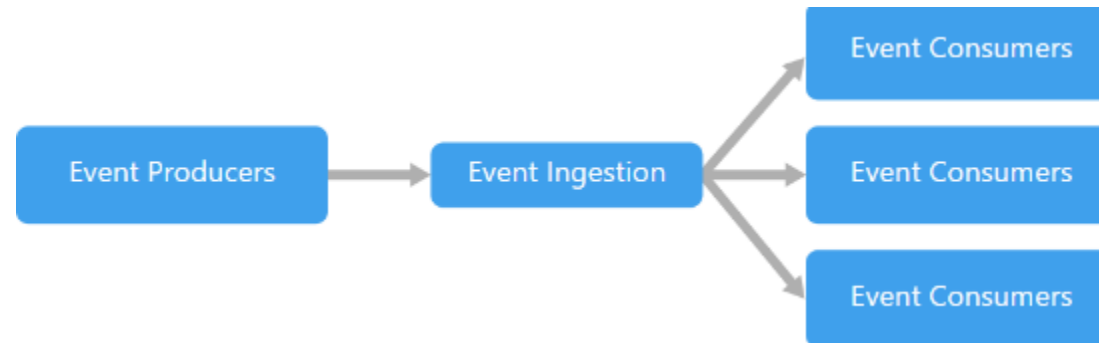 Event Consumers
Event Producers
Event Ingestion
Event Consumers
Event Consumers